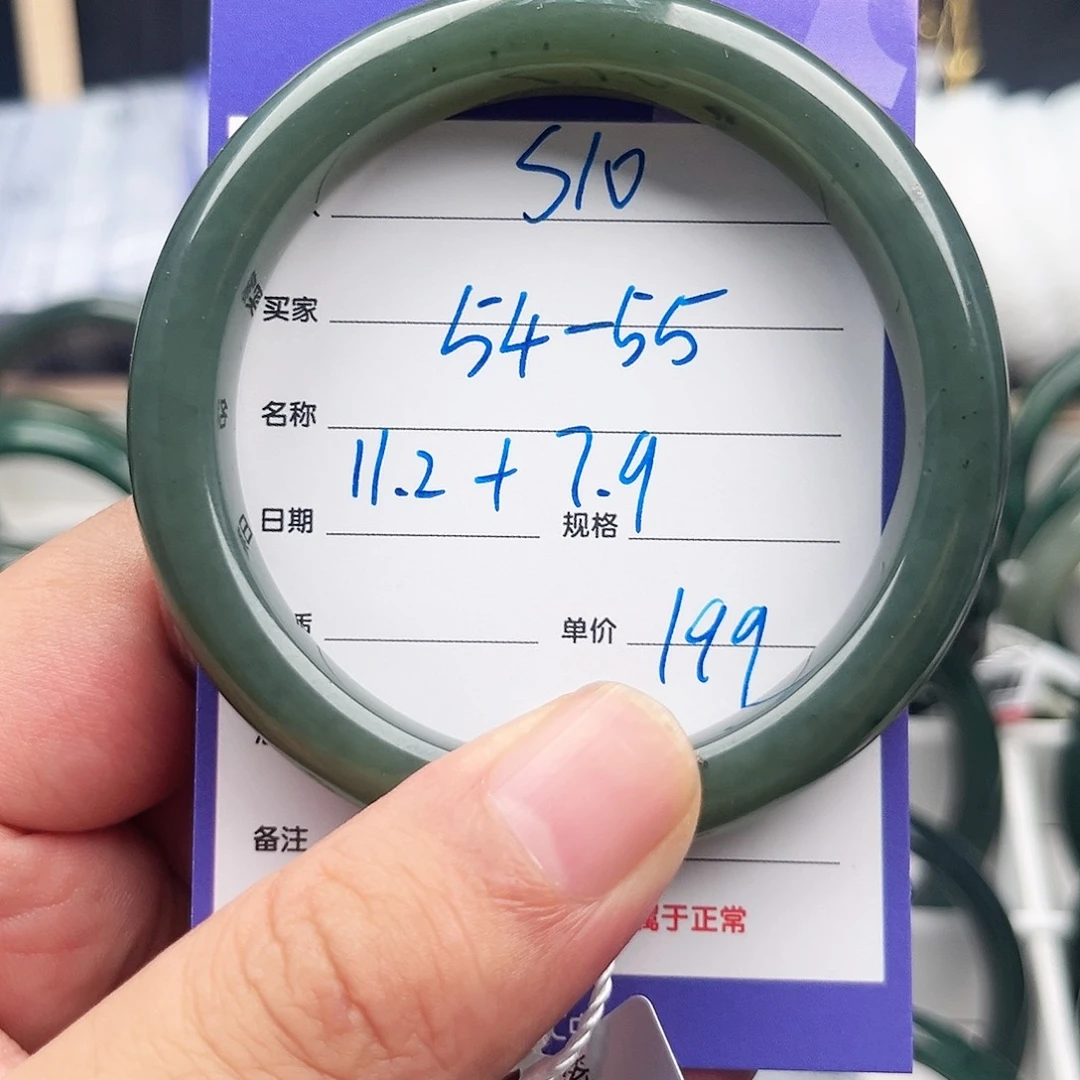 S10
买家 54-55
名称
11.2 + 7.9
日期 规格
单价 199
备注
属于正常